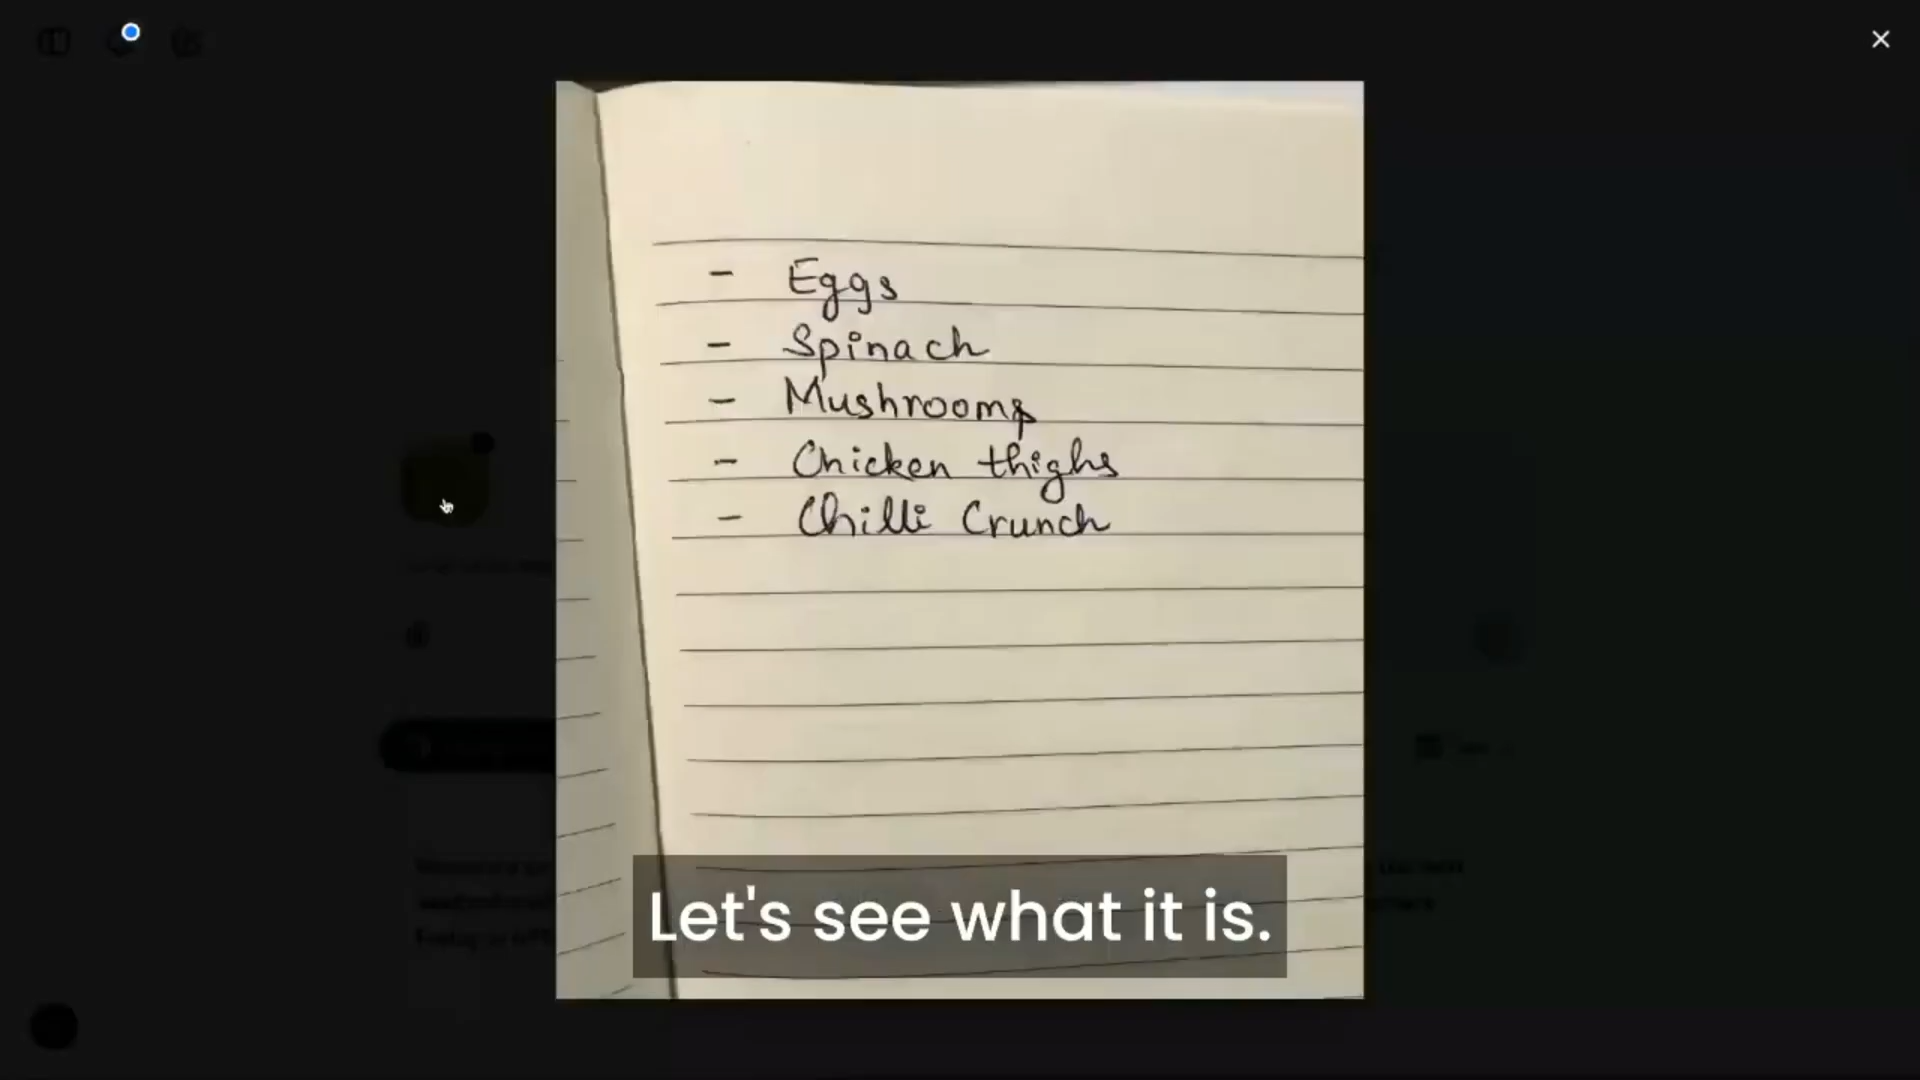 - Eggs
- Spinach
- Mushrooms
- Chicken thighs
- Chilli Crunch
Let's see what it is.